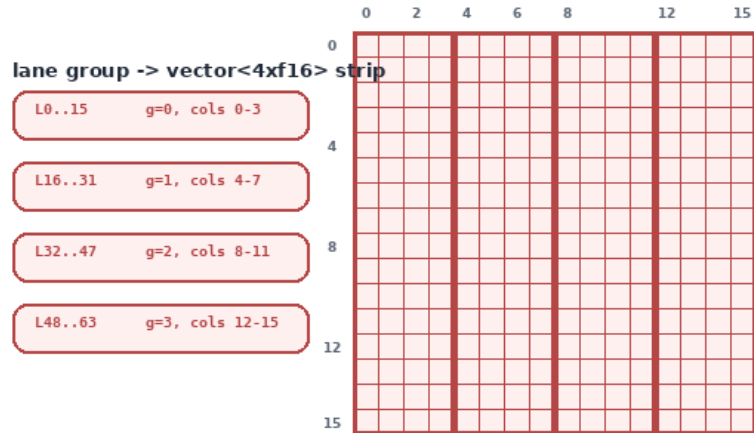 0 2 4 6 8 12 15
0
lane group -> vector<4xf16> strip
L0..15 g=0, cols 0-3
4
L16..31 g=1, cols 4-7
8
L32..47 g=2, cols 8-11
L48..63 g=3, cols 12-15
12
15